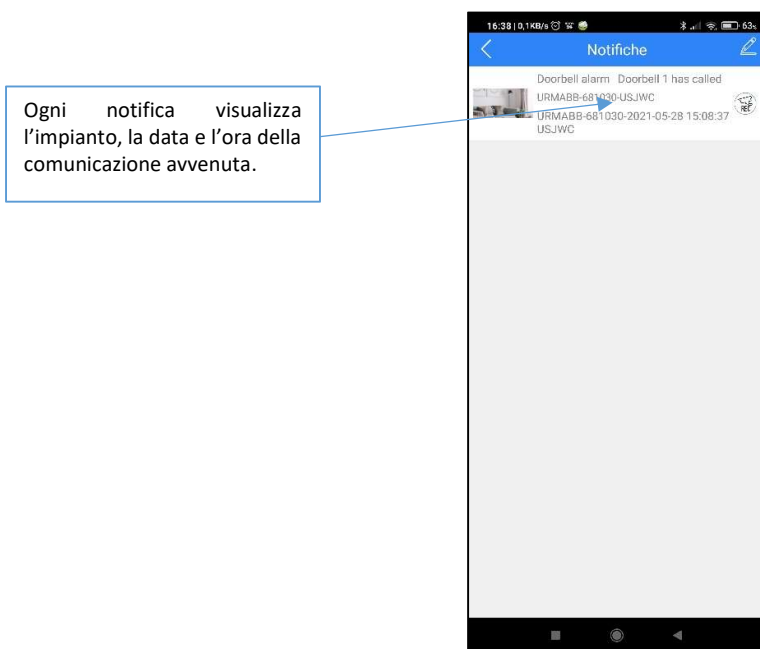 16:38 | 0,1KB/s
63%
Notifiche
Ogni notifica visualizza
l'impianto, la data e l'ora della
comunicazione avvenuta.
Doorbell alarm Doorbell 1 has called
URMABB-681030-USJWC
URMABB-681030-2021-05-28 15:08:37
USJWC
REC